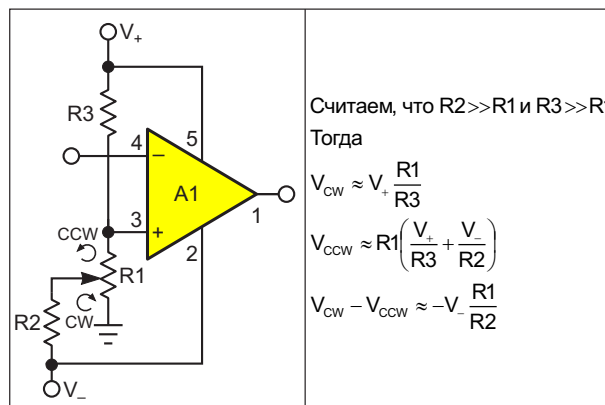 V₊
R3
4
−
5
A1
1
3
+
2
CCW
R1
CW
R2
V₋
Считаем, что R2>>R1 и R3>>R
Тогда
V_CW ≈ V₊ R1/R3
V_CCW ≈ R1(V₊/R3 + V₋/R2)
V_CW − V_CCW ≈ −V₋ R1/R2